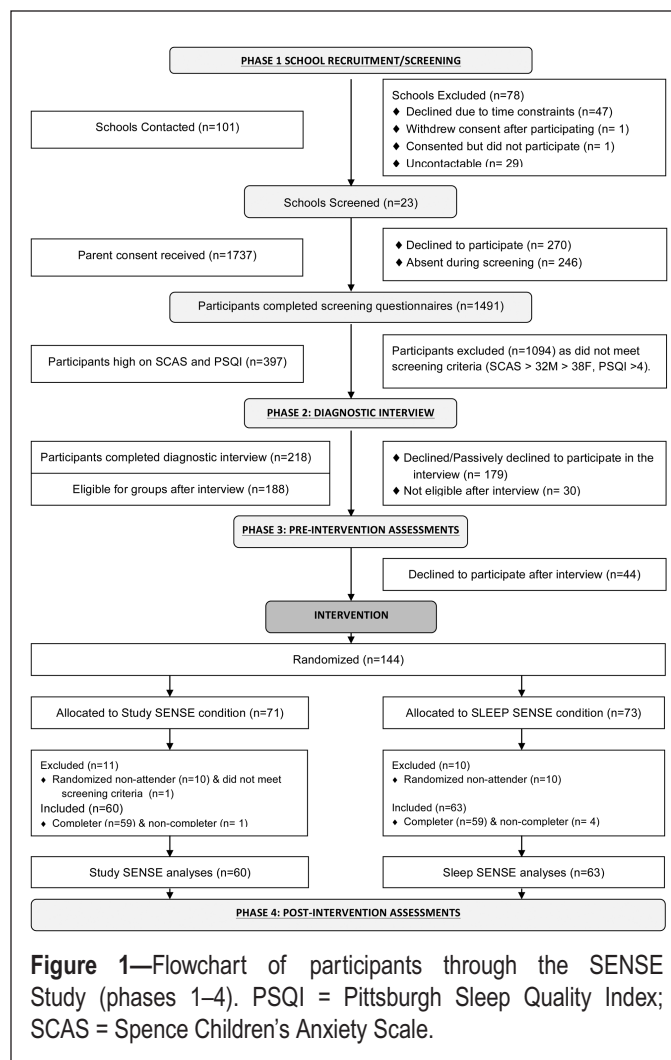 PHASE 1 SCHOOL RECRUITMENT/SCREENING
Schools Contacted (n=101)
Schools Excluded (n=78)
♦ Declined due to time constraints (n=47)
♦ Withdrew consent after participating (n= 1)
♦ Consented but did not participate (n= 1)
♦ Uncontactable (n= 29)
Schools Screened (n=23)
Parent consent received (n=1737)
♦ Declined to participate (n= 270)
♦ Absent during screening (n= 246)
Participants completed screening questionnaires (n=1491)
Participants high on SCAS and PSQI (n=397)
Participants excluded (n=1094) as did not meet
screening criteria (SCAS > 32M > 38F, PSQI >4).
PHASE 2: DIAGNOSTIC INTERVIEW
Participants completed diagnostic interview (n=218)
Eligible for groups after interview (n=188)
♦ Declined/Passively declined to participate in the
interview (n= 179)
♦ Not eligible after interview (n= 30)
PHASE 3: PRE-INTERVENTION ASSESSMENTS
Declined to participate after interview (n=44)
INTERVENTION
Randomized (n=144)
Allocated to Study SENSE condition (n=71)
Allocated to SLEEP SENSE condition (n=73)
Excluded (n=11)
♦ Randomized non-attender (n=10) & did not meet
screening criteria (n=1)
Included (n=60)
♦ Completer (n=59) & non-completer (n= 1)
Excluded (n=10)
♦ Randomized non-attender (n=10)
Included (n=63)
♦ Completer (n=59) & non-completer (n= 4)
Study SENSE analyses (n=60)
Sleep SENSE analyses (n=63)
PHASE 4: POST-INTERVENTION ASSESSMENTS
Figure 1—Flowchart of participants through the SENSE
Study (phases 1–4). PSQI = Pittsburgh Sleep Quality Index;
SCAS = Spence Children's Anxiety Scale.